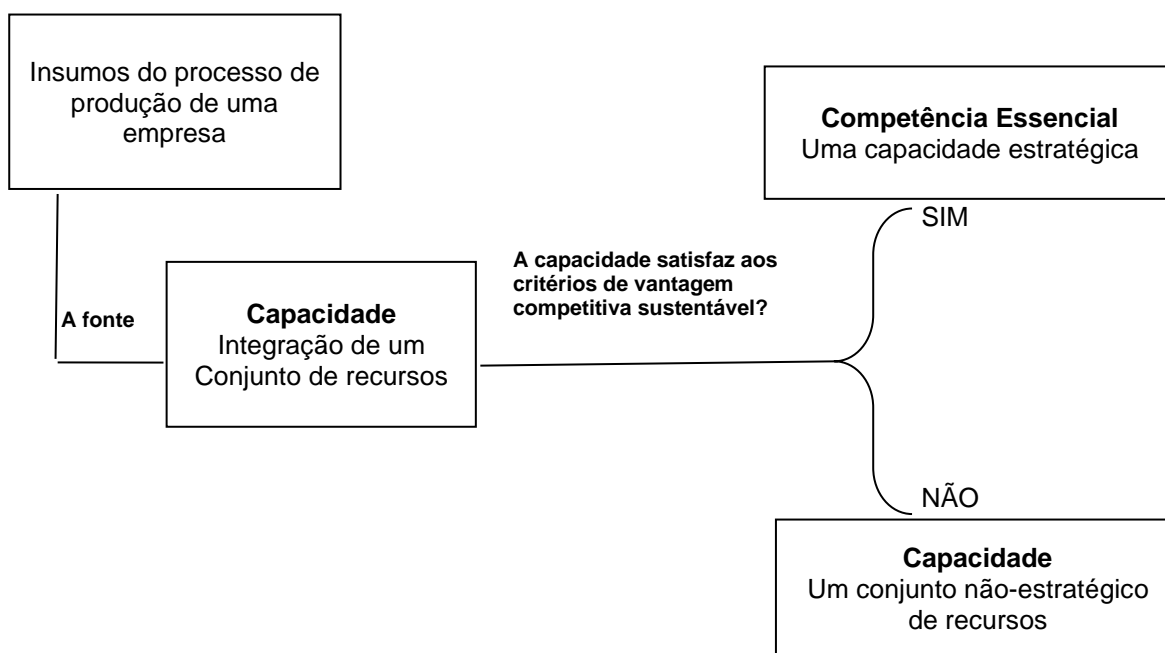 Insumos do processo de
produção de uma
empresa
A fonte
Capacidade
Integração de um
Conjunto de recursos
A capacidade satisfaz aos
critérios de vantagem
competitiva sustentável?
Competência Essencial
Uma capacidade estratégica
SIM
NÃO
Capacidade
Um conjunto não-estratégico
de recursos